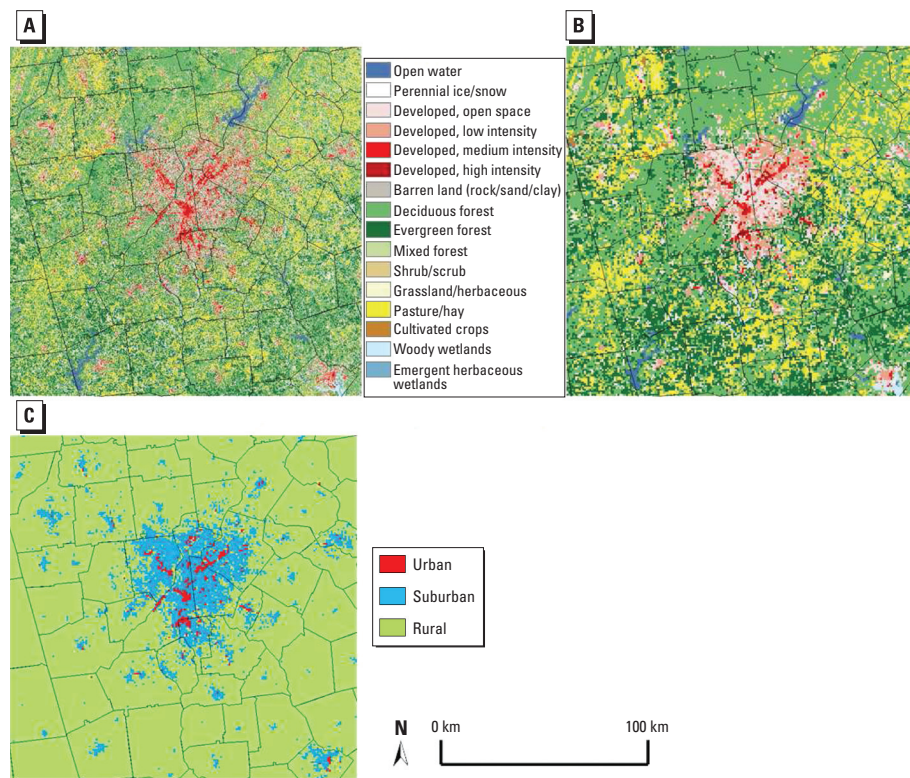 A
B
Open water
Perennial ice/snow
Developed, open space
Developed, low intensity
Developed, medium intensity
Developed, high intensity
Barren land (rock/sand/clay)
Deciduous forest
Evergreen forest
Mixed forest
Shrub/scrub
Grassland/herbaceous
Pasture/hay
Cultivated crops
Woody wetlands
Emergent herbaceous
wetlands
C
Urban
Suburban
Rural
N
0 km
100 km